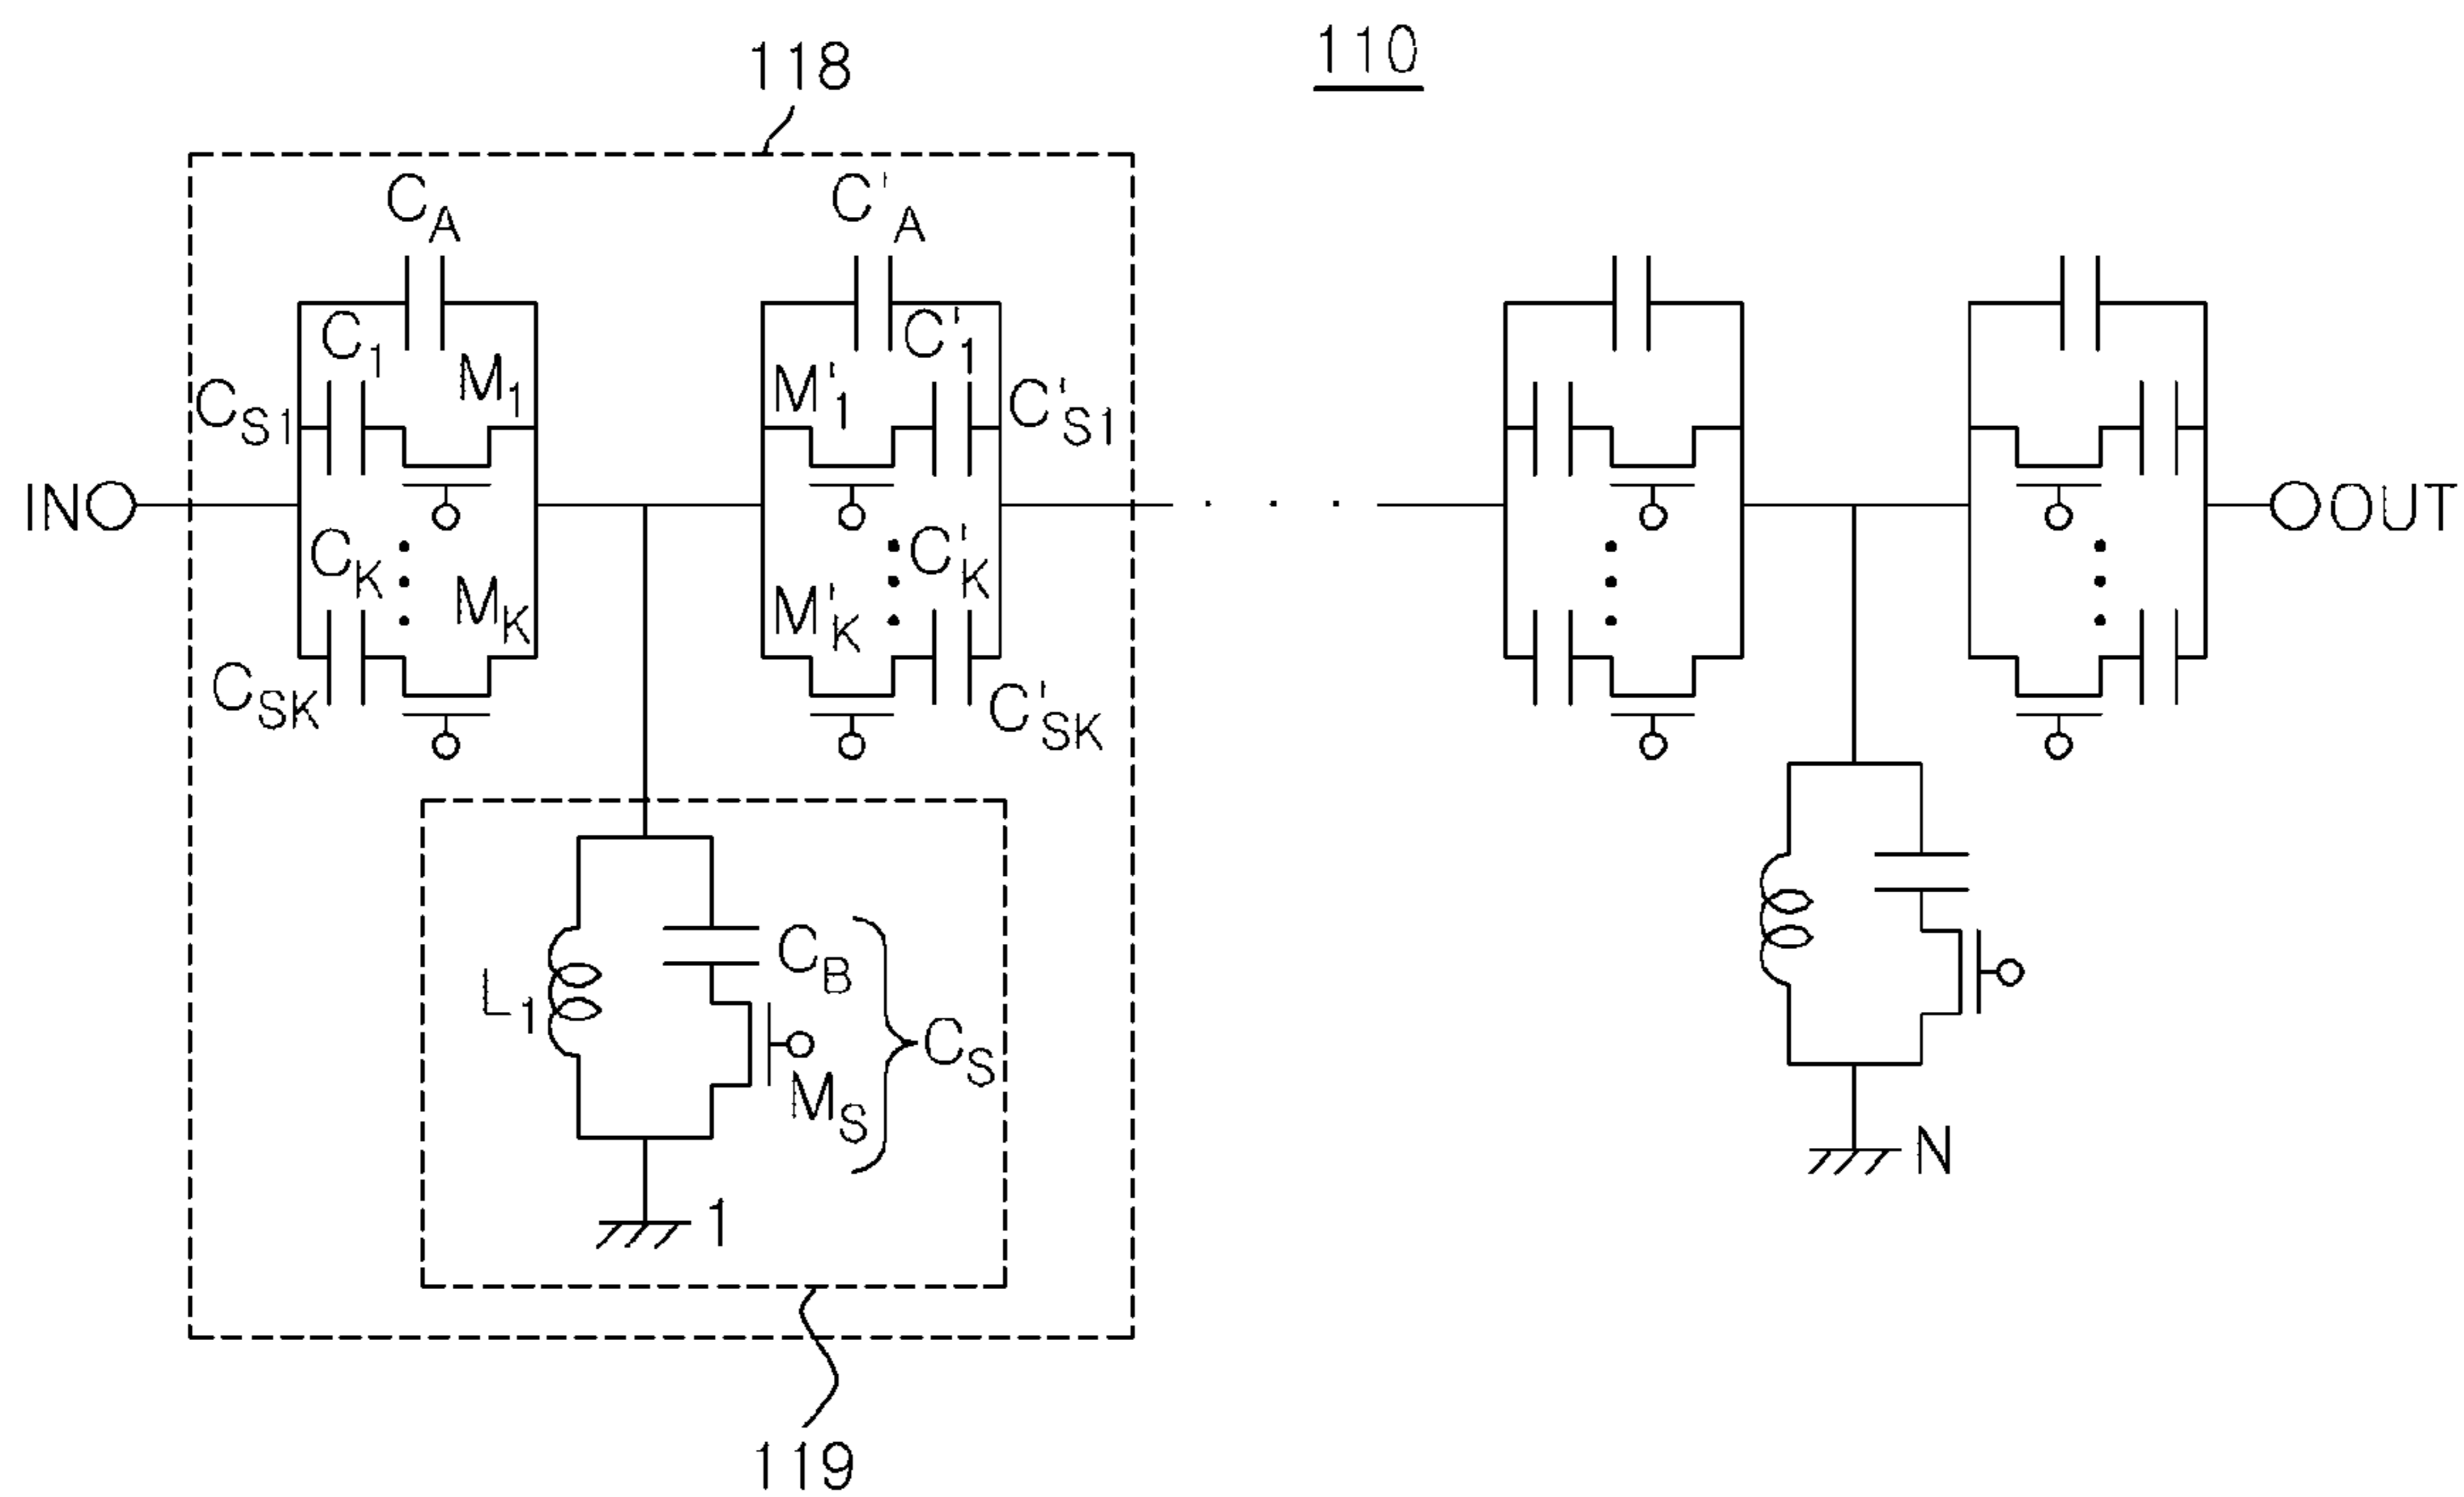 110
118
C_A
C'_A
C_1
M_1
C_S1
M'_1
C'_1
C'_S1
IN
OUT
C_K
M_K
C_SK
M'_K
C'_K
C'_SK
L_1
C_B
M_S
C_S
1
N
119